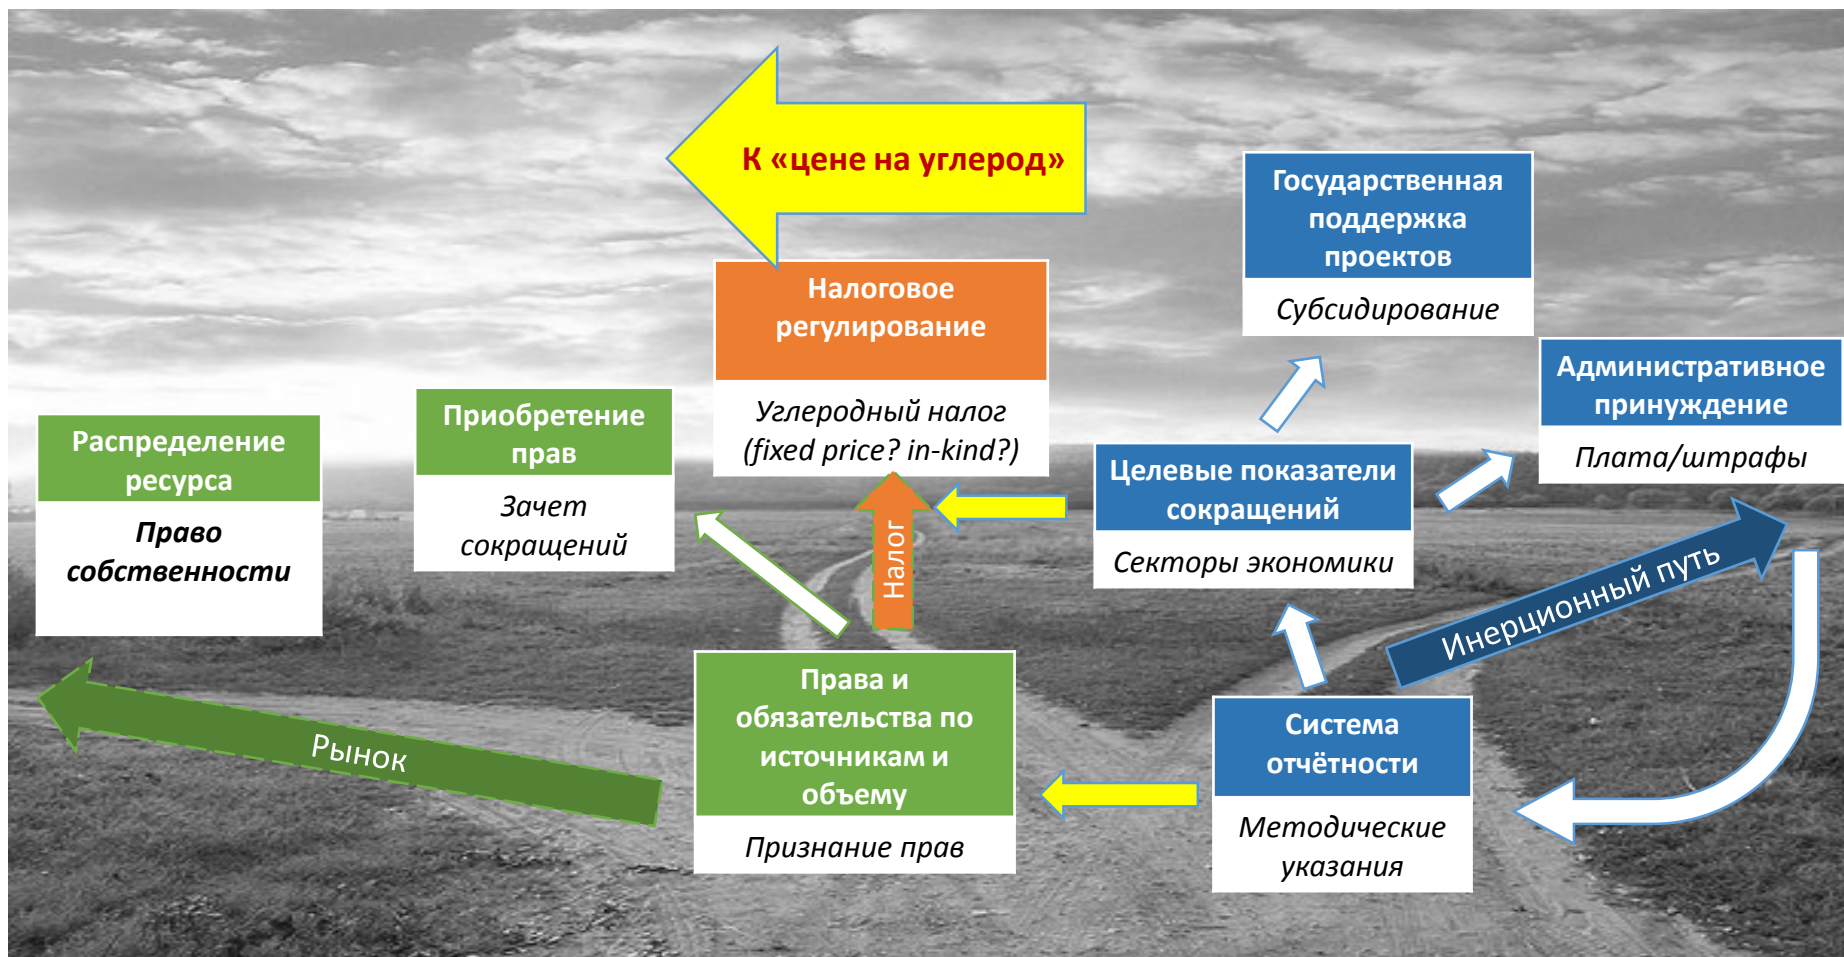 К «цене на углерод»
Государственная
поддержка
проектов
Субсидирование
Налоговое
регулирование
Углеродный налог
(fixed price? in-kind?)
Административное
принуждение
Плата/штрафы
Приобретение
прав
Зачет
сокращений
Распределение
ресурса
Право
собственности
Целевые показатели
сокращений
Секторы экономики
Налог
Инерционный путь
Права и
обязательства по
источникам и
объему
Признание прав
Система
отчётности
Методические
указания
Рынок